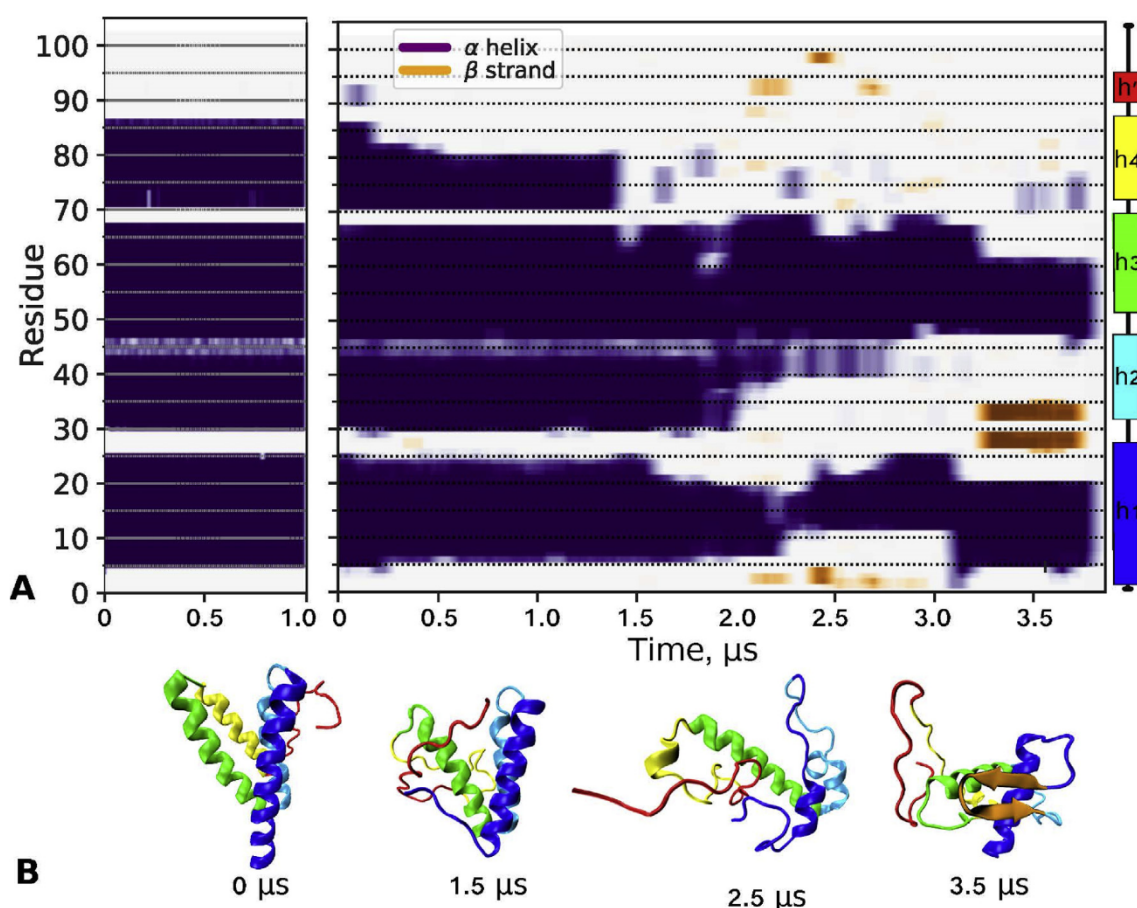 α helix
β strand
100
90
80
70
60
50
40
30
20
10
0
Residue
0 0.5 1.0
0 0.5 1.0 1.5 2.0 2.5 3.0 3.5
Time, μs
h4
h3
h2
A
B
0 μs
1.5 μs
2.5 μs
3.5 μs